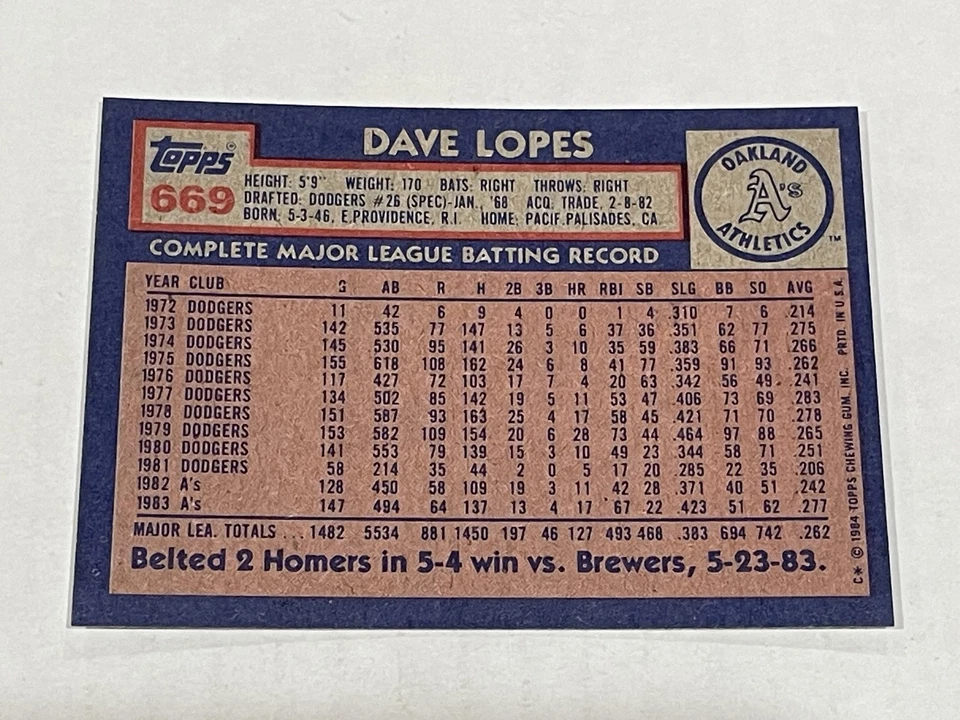 DAVE LOPES
topps®
669
HEIGHT: 5'9" WEIGHT: 170 BATS: RIGHT THROWS: RIGHT
DRAFTED: DODGERS #26 (SPEC)-JAN., '68 ACQ. TRADE, 2-8-82
BORN: 5-3-46, E.PROVIDENCE, R.I. HOME: PACIF.PALISADES, CA.
OAKLAND
A's
ATHLETICS
TM
COMPLETE MAJOR LEAGUE BATTING RECORD
YEAR CLUB G AB R H 2B 3B HR RBI SB SLG BB SO AVG
1972 DODGERS 11 42 6 9 4 0 0 1 4 .310 7 6 .214
1973 DODGERS 142 535 77 147 13 5 6 37 36 .351 62 77 .275
1974 DODGERS 145 530 95 141 26 3 10 35 59 .383 66 71 .266
1975 DODGERS 155 618 108 162 24 6 8 41 77 .359 91 93 .262
1976 DODGERS 117 427 72 103 17 7 4 20 63 .342 56 49 .241
1977 DODGERS 134 502 85 142 19 5 11 53 47 .406 73 69 .283
1978 DODGERS 151 587 93 163 25 4 17 58 45 .421 71 70 .278
1979 DODGERS 153 582 109 154 20 6 28 73 44 .464 97 88 .265
1980 DODGERS 141 553 79 139 15 3 10 49 23 .344 58 71 .251
1981 DODGERS 58 214 35 44 2 0 5 17 20 .285 22 35 .206
1982 A's 128 450 58 109 19 3 11 42 28 .371 40 51 .242
1983 A's 147 494 64 137 13 4 17 67 22 .423 51 62 .277
MAJOR LEA. TOTALS ... 1482 5534 881 1450 197 46 127 493 468 .383 694 742 .262
Belted 2 Homers in 5-4 win vs. Brewers, 5-23-83.
C* © 1984 TOPPS CHEWING GUM, INC. PRTD. IN U.S.A.